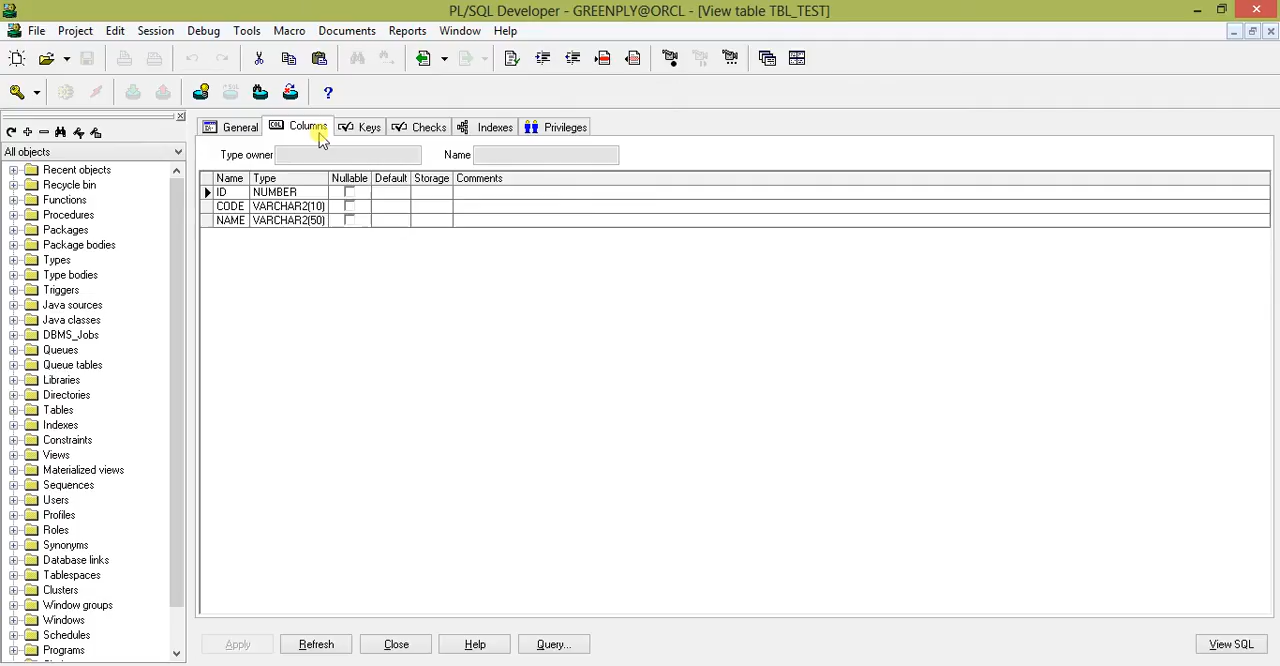 PL/SQL Developer - GREENPLY@ORCL - [View table TBL_TEST]
File Project Edit Session Debug Tools Macro Documents Reports Window Help
All objects
Recent objects
Recycle bin
Functions
Procedures
Packages
Package bodies
Types
Type bodies
Triggers
Java sources
Java classes
DBMS_Jobs
Queues
Queue tables
Libraries
Directories
Tables
Indexes
Constraints
Views
Materialized views
Sequences
Users
Profiles
Roles
Synonyms
Database links
Tablespaces
Clusters
Window groups
Windows
Schedules
Programs
General Columns Keys Checks Indexes Privileges
Type owner Name
Name Type Nullable Default Storage Comments
ID NUMBER
CODE VARCHAR2(10)
NAME VARCHAR2(50)
Apply Refresh Close Help Query... View SQL